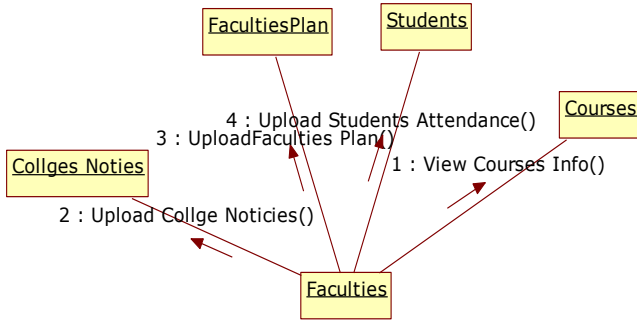 FacultiesPlan
Students
Courses
4 : Upload Students Attendance()
3 : UploadFaculties Plan()
Collges Noties
1 : View Courses Info()
2 : Upload Collge Noticies()
Faculties